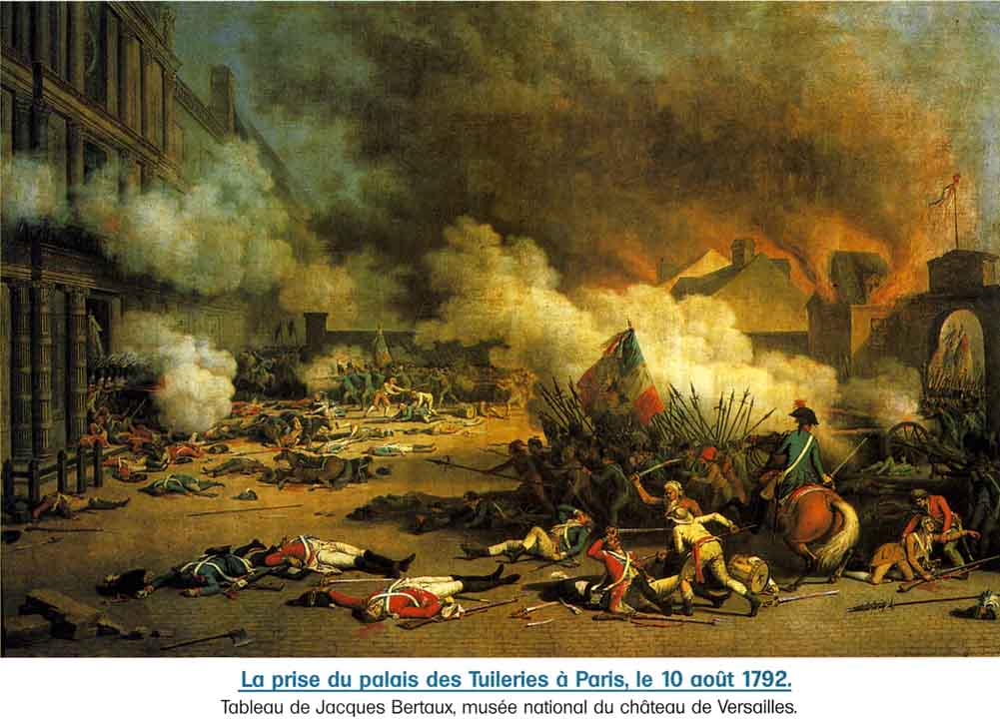 La prise du palais des Tuileries à Paris, le 10 août 1792.
Tableau de Jacques Bertaux, musée national du château de Versailles.